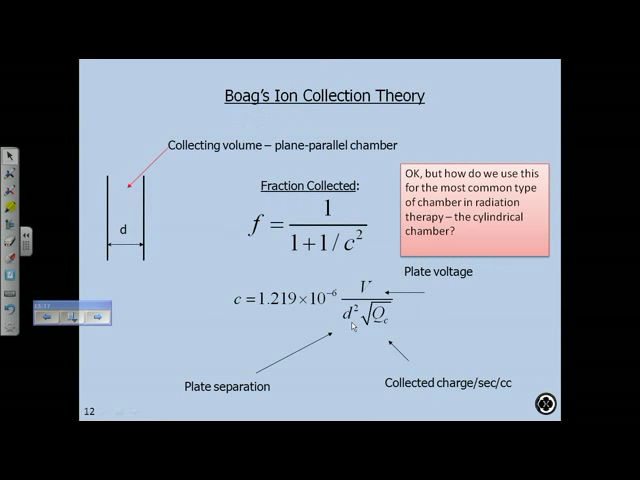 Boag's Ion Collection Theory
Collecting volume – plane-parallel chamber
Fraction Collected:
f = 1 / (1+1/c²)
OK, but how do we use this
for the most common type
of chamber in radiation
therapy – the cylindrical
chamber?
d
Plate voltage
c = 1.219×10⁻⁶ V / (d²√Q_c)
Plate separation
Collected charge/sec/cc
12